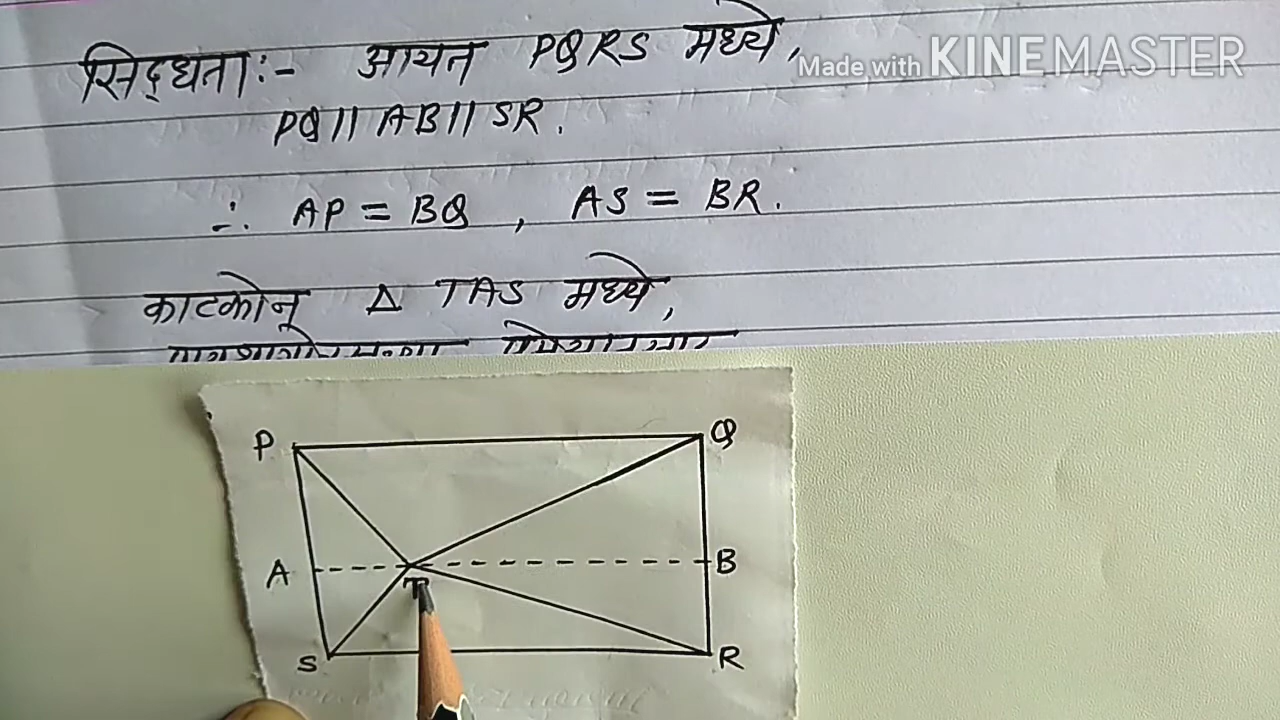 सिद्धता:- आयत PQRS मध्ये,
Made with KINEMASTER
PQ || AB || SR.
∴ AP = BQ , AS = BR.
काटकोन Δ TAS मध्ये,
P
Q
A
B
T
S
R